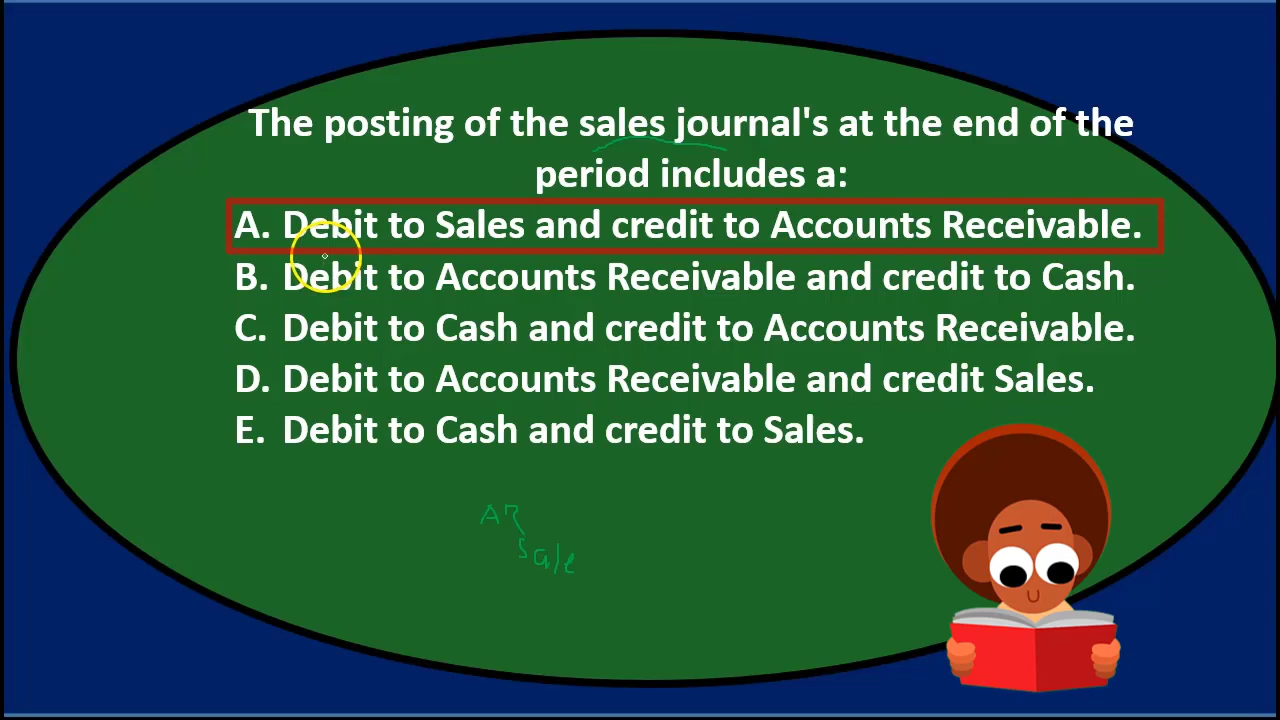 The posting of the sales journal's at the end of the
period includes a:
A. Debit to Sales and credit to Accounts Receivable.
B. Debit to Accounts Receivable and credit to Cash.
C. Debit to Cash and credit to Accounts Receivable.
D. Debit to Accounts Receivable and credit Sales.
E. Debit to Cash and credit to Sales.
AR
Sale